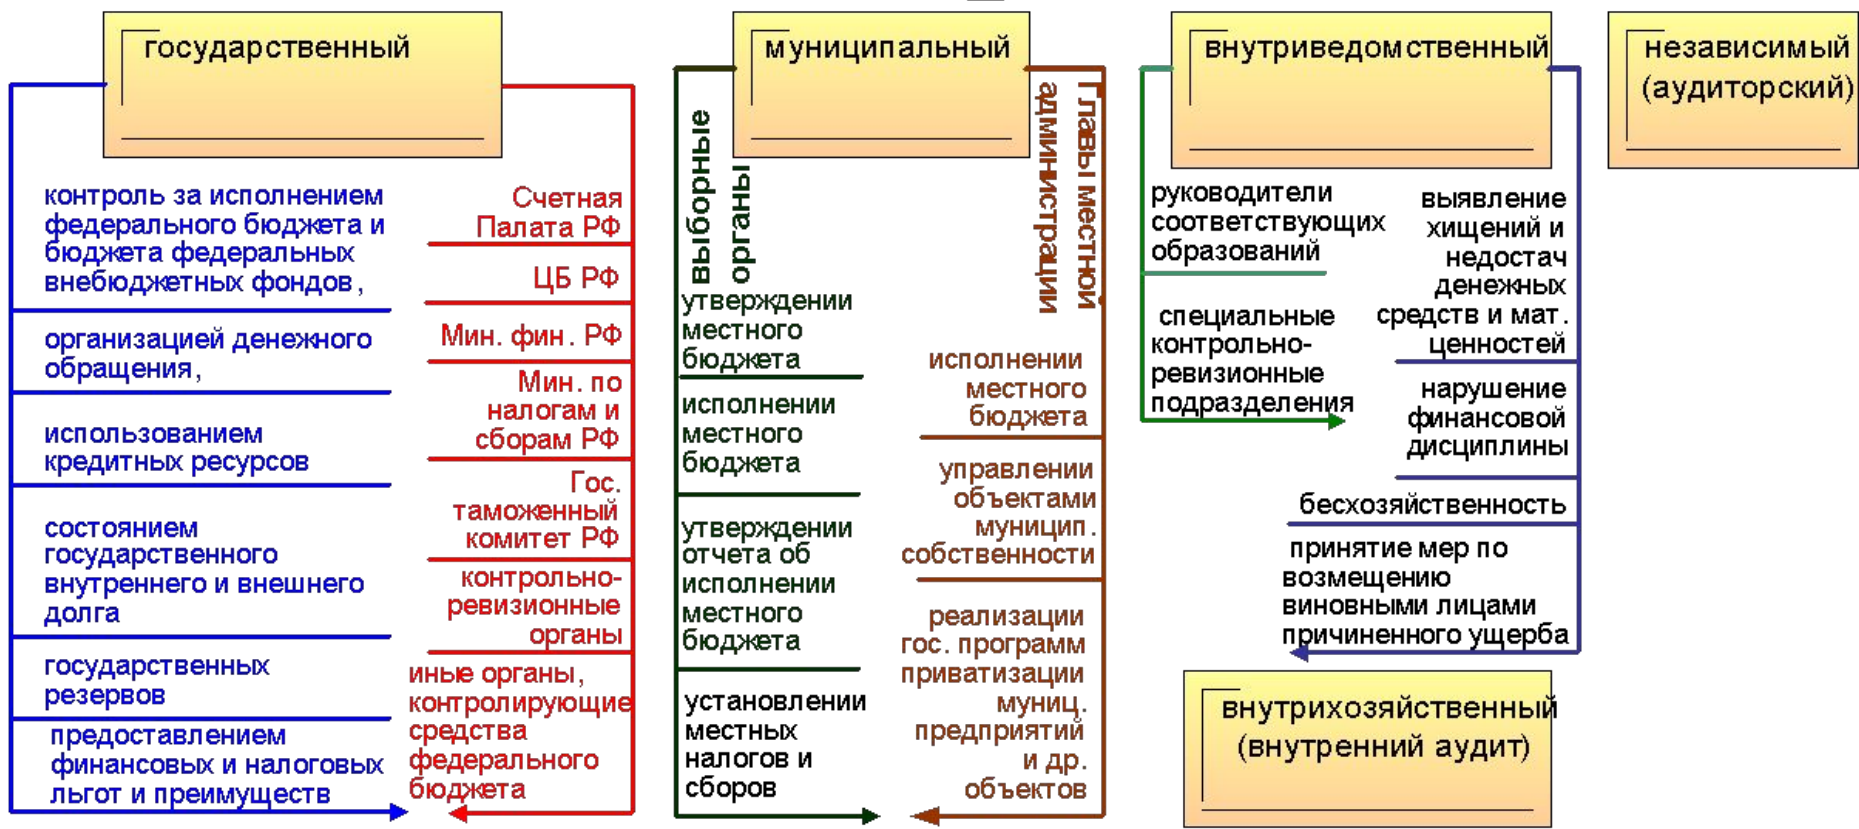 государственный
контроль за исполнением
федерального бюджета и
бюджета федеральных
внебюджетных фондов,
организацией денежного
обращения,
использованием
кредитных ресурсов
состоянием
государственного
внутреннего и внешнего
долга
государственных
резервов
предоставлением
финансовых и налоговых
льгот и преимуществ
Счетная
Палата РФ
ЦБ РФ
Мин. фин. РФ
Мин. по
налогам и
сборам РФ
Гос.
таможенный
комитет РФ
контрольно-
ревизионные
органы
иные органы,
контролирующие
средства
федерального
бюджета
муниципальный
выборные
органы
утверждении
местного
бюджета
исполнении
местного
бюджета
утверждении
отчета об
исполнении
местного
бюджета
установлении
местных
налогов и
сборов
Главы местной
администрации
исполнении
местного
бюджета
управлении
объектами
муницип.
собственности
реализации
гос. программ
приватизации
муниц.
предприятий
и др.
объектов
внутриведомственный
руководители
соответствующих
образований
специальные
контрольно-
ревизионные
подразделения
выявление
хищений и
недостач
денежных
средств и мат.
ценностей
нарушение
финансовой
дисциплины
бесхозяйственность
принятие мер по
возмещению
виновными лицами
причиненного ущерба
независимый
(аудиторский)
внутрихозяйственный
(внутренний аудит)